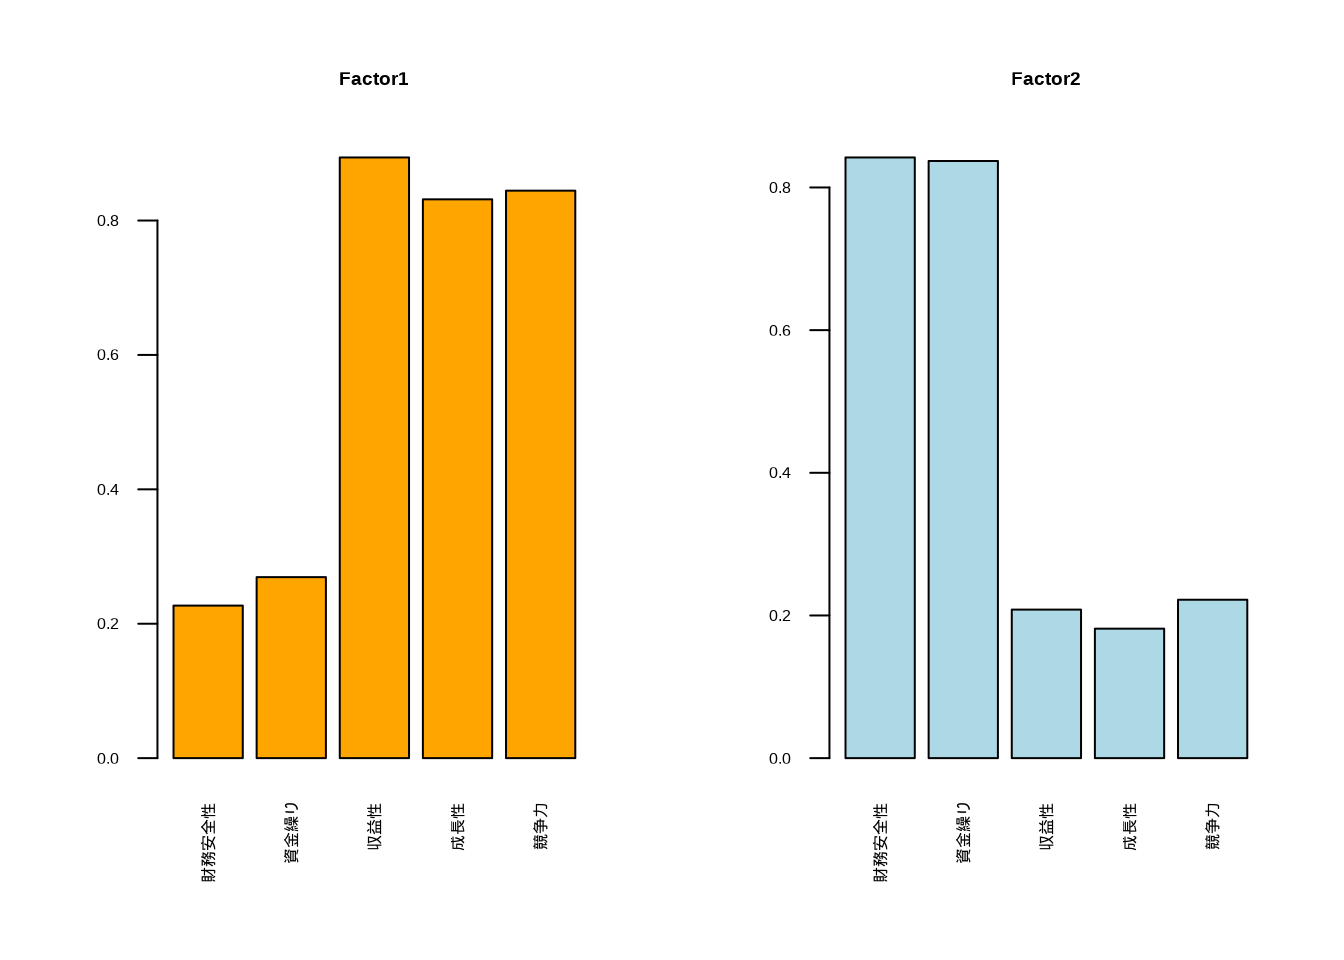 Factor1
0.8
0.6
0.4
0.2
0.0
財務安全性
資金繰り
収益性
成長性
競争力
Factor2
0.8
0.6
0.4
0.2
0.0
財務安全性
資金繰り
収益性
成長性
競争力